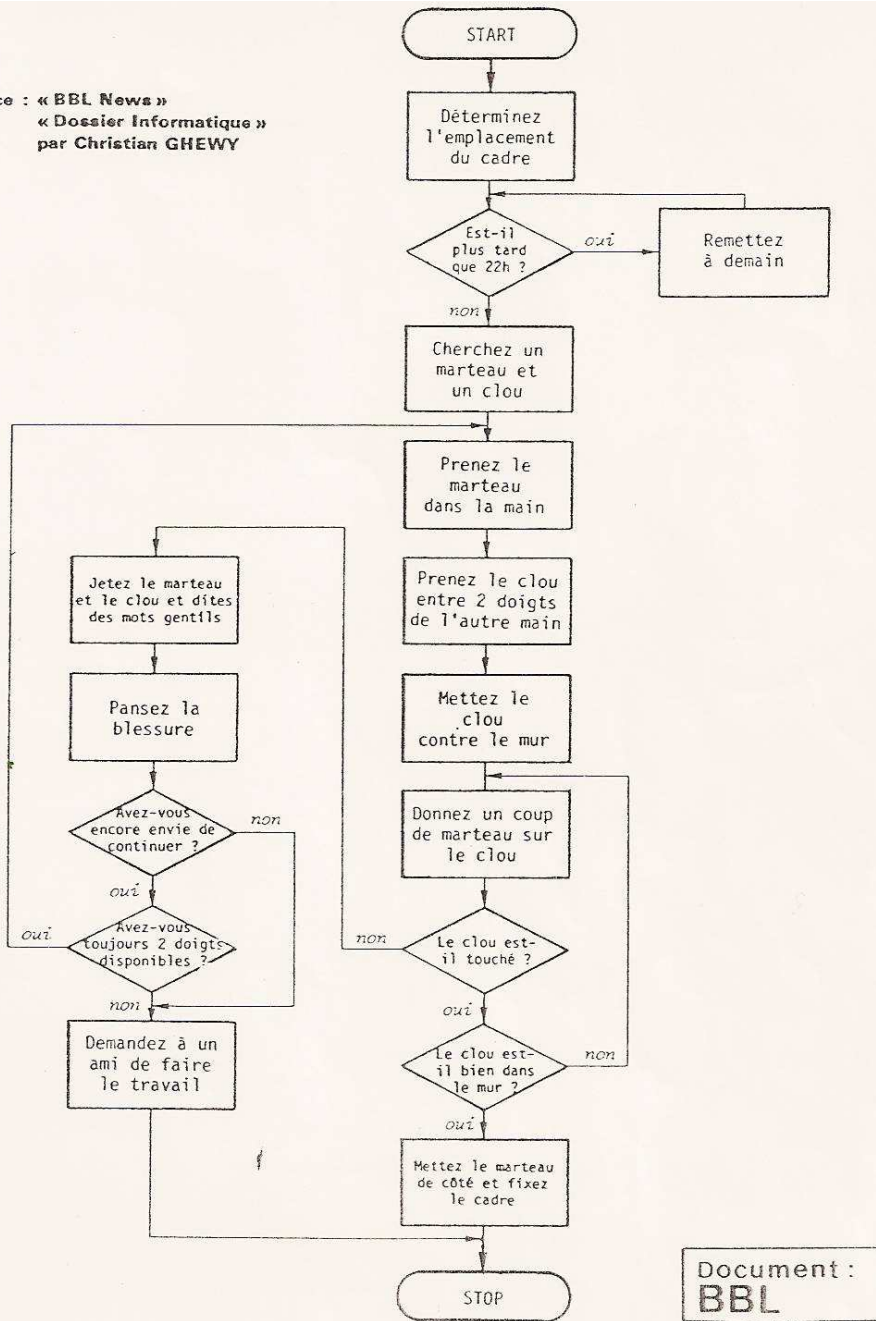 START
ce : « BBL News »
« Dossier Informatique »
par Christian GHEWY
Déterminez
l'emplacement
du cadre
Est-il
plus tard
que 22h ?
oui
Remettez
à demain
non
Cherchez un
marteau et
un clou
Prenez le
marteau
dans la main
Jetez le marteau
et le clou et dites
des mots gentils
Prenez le clou
entre 2 doigts
de l'autre main
Pansez la
blessure
Mettez le
clou
contre le mur
Avez-vous
encore envie de
continuer ?
non
Donnez un coup
de marteau sur
le clou
oui
Avez-vous
toujours 2 doigts
disponibles ?
oui
non
Le clou est-
il touché ?
non
oui
Demandez à un
ami de faire
le travail
Le clou est-
il bien dans
le mur ?
non
oui
Mettez le marteau
de côté et fixez
le cadre
STOP
Document :
BBL